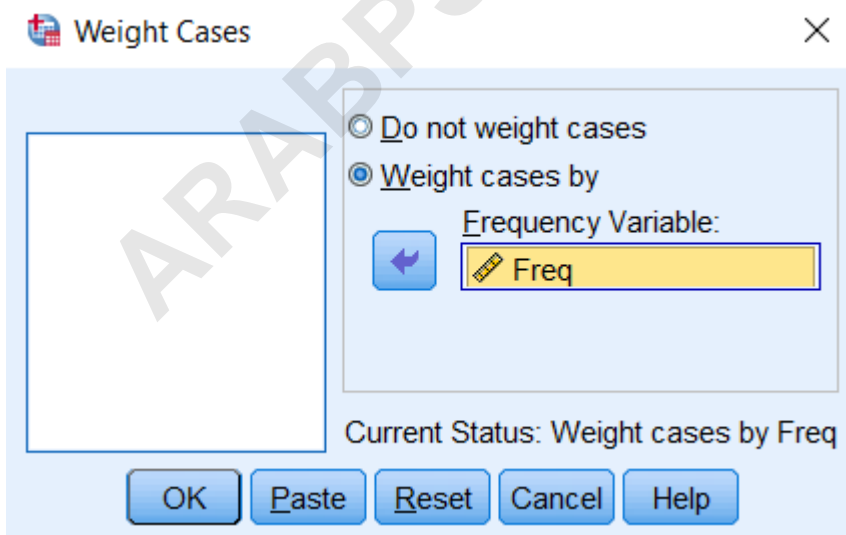 Weight Cases
Do not weight cases
Weight cases by
Frequency Variable:
Freq
Current Status: Weight cases by Freq
OK Paste Reset Cancel Help